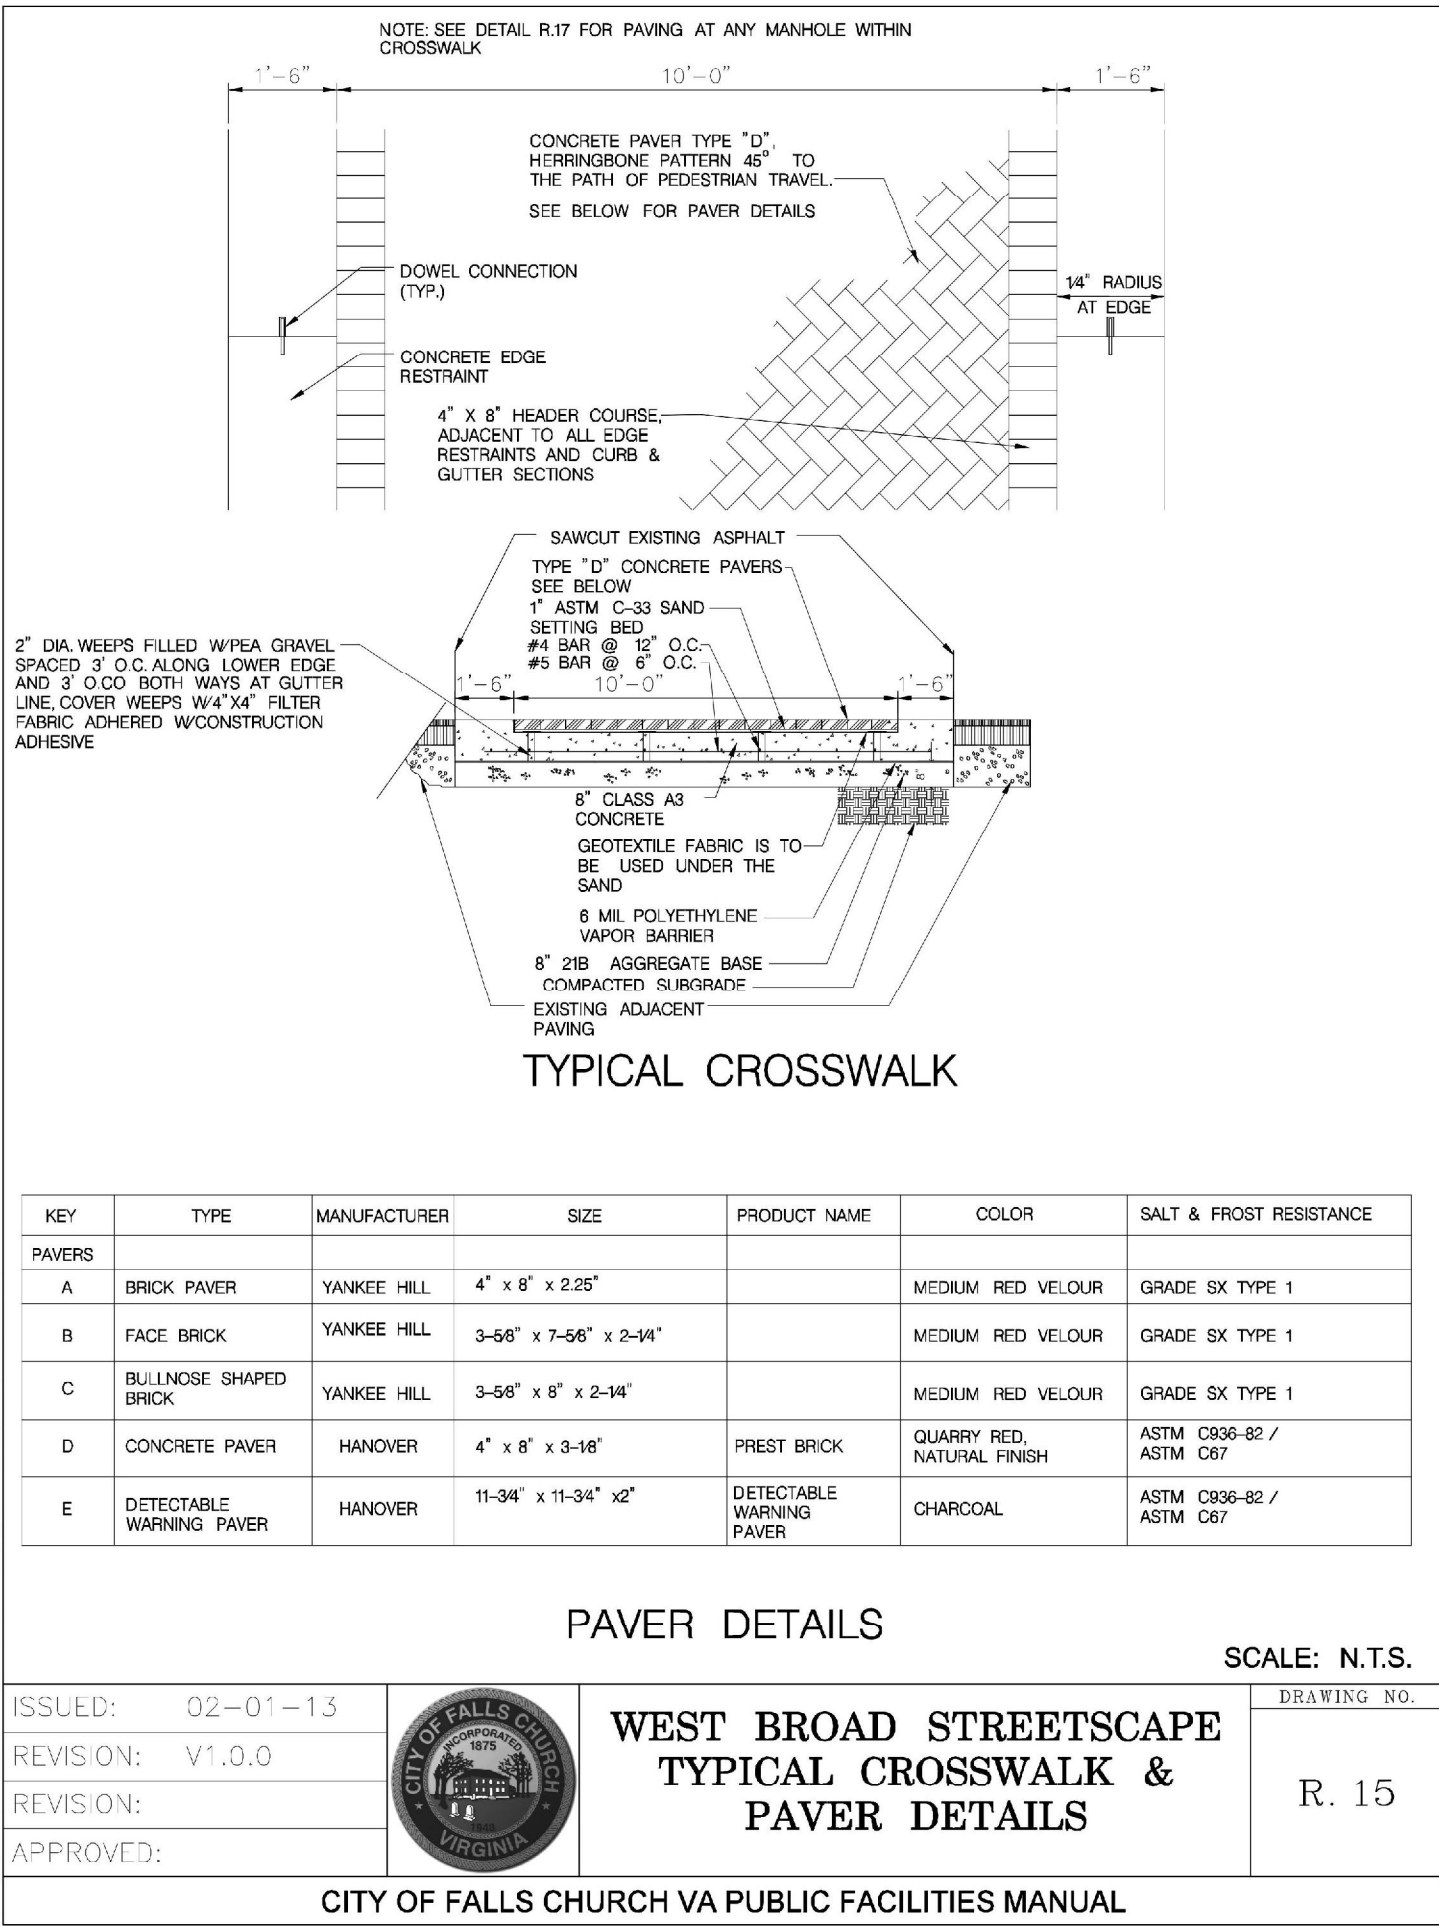 NOTE: SEE DETAIL R.17 FOR PAVING AT ANY MANHOLE WITHIN
CROSSWALK
1'-6"
10'-0"
1'-6"
CONCRETE PAVER TYPE "D",
HERRINGBONE PATTERN 45° TO
THE PATH OF PEDESTRIAN TRAVEL.
SEE BELOW FOR PAVER DETAILS
DOWEL CONNECTION
(TYP.)
1/4" RADIUS
AT EDGE
CONCRETE EDGE
RESTRAINT
4" X 8" HEADER COURSE,
ADJACENT TO ALL EDGE
RESTRAINTS AND CURB &
GUTTER SECTIONS
SAWCUT EXISTING ASPHALT
TYPE "D" CONCRETE PAVERS
SEE BELOW
1" ASTM C-33 SAND
SETTING BED
#4 BAR @ 12" O.C.
#5 BAR @ 6" O.C.
2" DIA. WEEPS FILLED W/PEA GRAVEL
SPACED 3' O.C. ALONG LOWER EDGE
AND 3' O.CO BOTH WAYS AT GUTTER
LINE, COVER WEEPS W/4"X4" FILTER
FABRIC ADHERED W/CONSTRUCTION
ADHESIVE
1'-6"
10'-0"
1'-6"
8" CLASS A3
CONCRETE
GEOTEXTILE FABRIC IS TO
BE USED UNDER THE
SAND
6 MIL POLYETHYLENE
VAPOR BARRIER
8" 21B AGGREGATE BASE
COMPACTED SUBGRADE
EXISTING ADJACENT
PAVING
TYPICAL CROSSWALK
KEY TYPE MANUFACTURER SIZE PRODUCT NAME COLOR SALT & FROST RESISTANCE
PAVERS
A BRICK PAVER YANKEE HILL 4" x 8" x 2.25" MEDIUM RED VELOUR GRADE SX TYPE 1
B FACE BRICK YANKEE HILL 3-5/8" x 7-5/8" x 2-1/4" MEDIUM RED VELOUR GRADE SX TYPE 1
C BULLNOSE SHAPED
BRICK YANKEE HILL 3-5/8" x 8" x 2-1/4" MEDIUM RED VELOUR GRADE SX TYPE 1
D CONCRETE PAVER HANOVER 4" x 8" x 3-1/8" PREST BRICK QUARRY RED,
NATURAL FINISH ASTM C936-82 /
ASTM C67
E DETECTABLE
WARNING PAVER HANOVER 11-3/4" x 11-3/4" x2" DETECTABLE
WARNING
PAVER CHARCOAL ASTM C936-82 /
ASTM C67
PAVER DETAILS
SCALE: N.T.S.
ISSUED: 02-01-13
REVISION: V1.0.0
REVISION:
APPROVED:
CITY OF FALLS CHURCH
INCORPORATED
1875
1948
VIRGINIA
WEST BROAD STREETSCAPE
TYPICAL CROSSWALK &
PAVER DETAILS
DRAWING NO.
R. 15
CITY OF FALLS CHURCH VA PUBLIC FACILITIES MANUAL